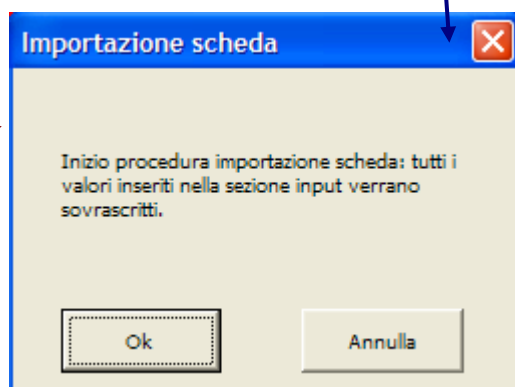 Importazione scheda
Inizio procedura importazione scheda: tutti i
valori inseriti nella sezione input verrano
sovrascritti.
Ok
Annulla